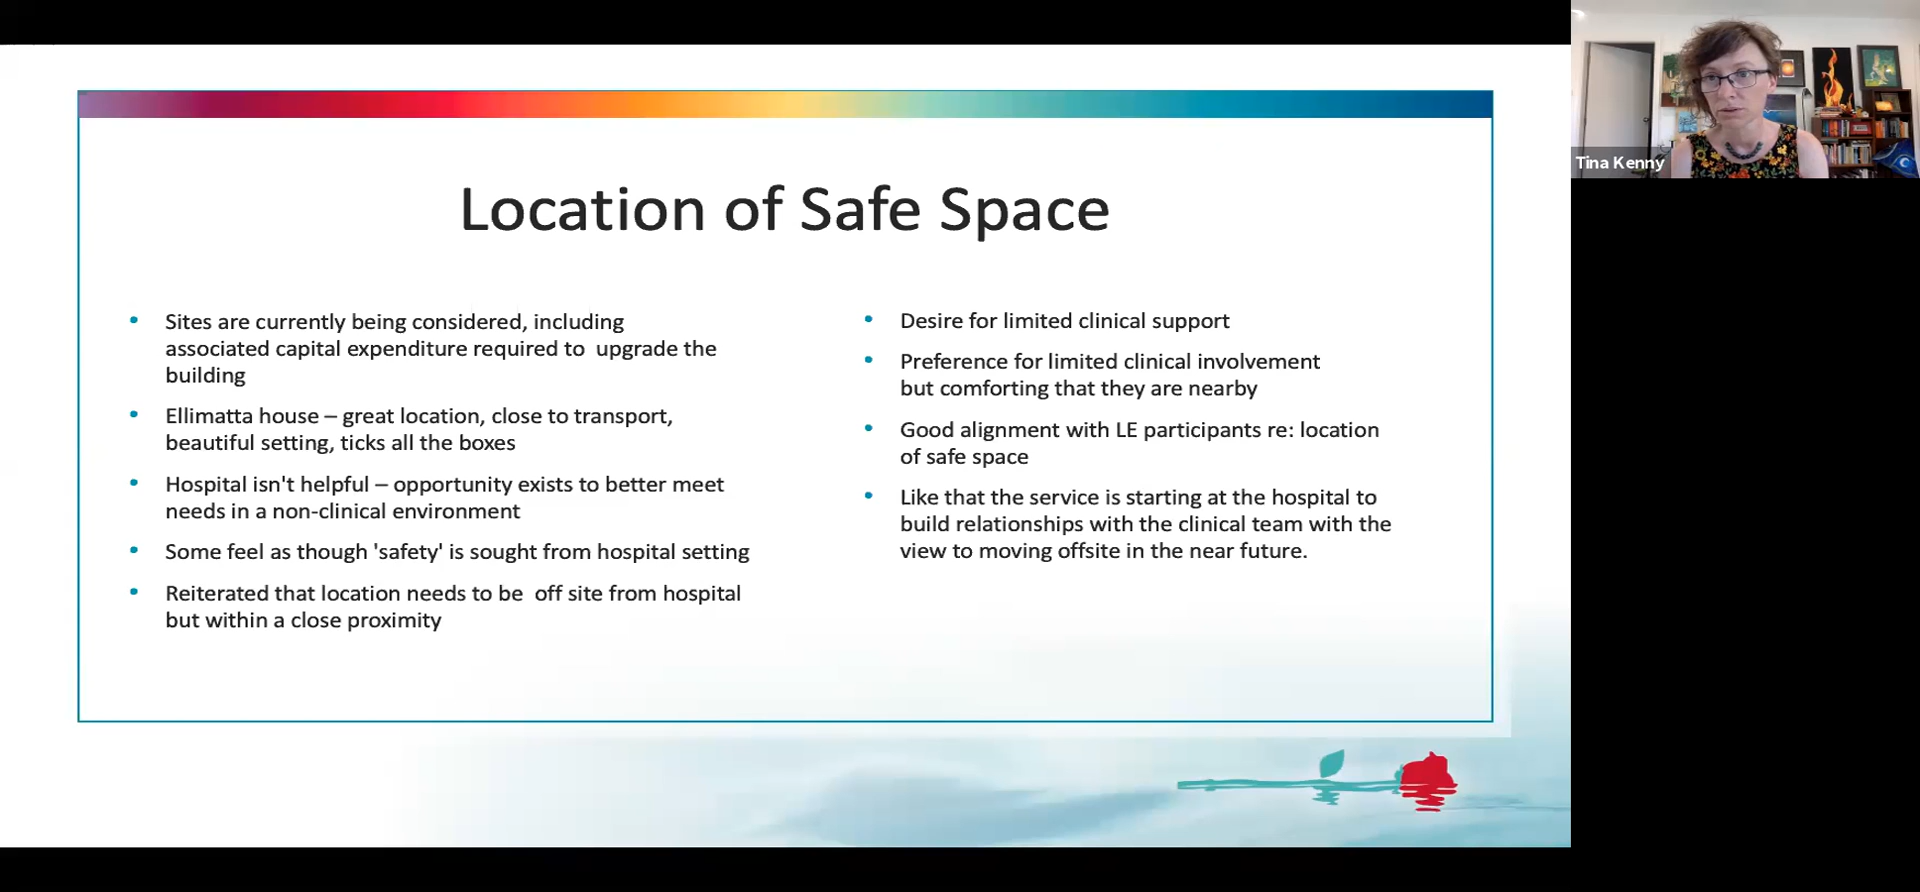 Location of Safe Space
• Sites are currently being considered, including
associated capital expenditure required to  upgrade the
building
• Ellimatta house – great location, close to transport,
beautiful setting, ticks all the boxes
• Hospital isn't helpful – opportunity exists to better meet
needs in a non-clinical environment
• Some feel as though 'safety' is sought from hospital setting
• Reiterated that location needs to be  off site from hospital
but within a close proximity
• Desire for limited clinical support
• Preference for limited clinical involvement
but comforting that they are nearby
• Good alignment with LE participants re: location
of safe space
• Like that the service is starting at the hospital to
build relationships with the clinical team with the
view to moving offsite in the near future.
Tina Kenny